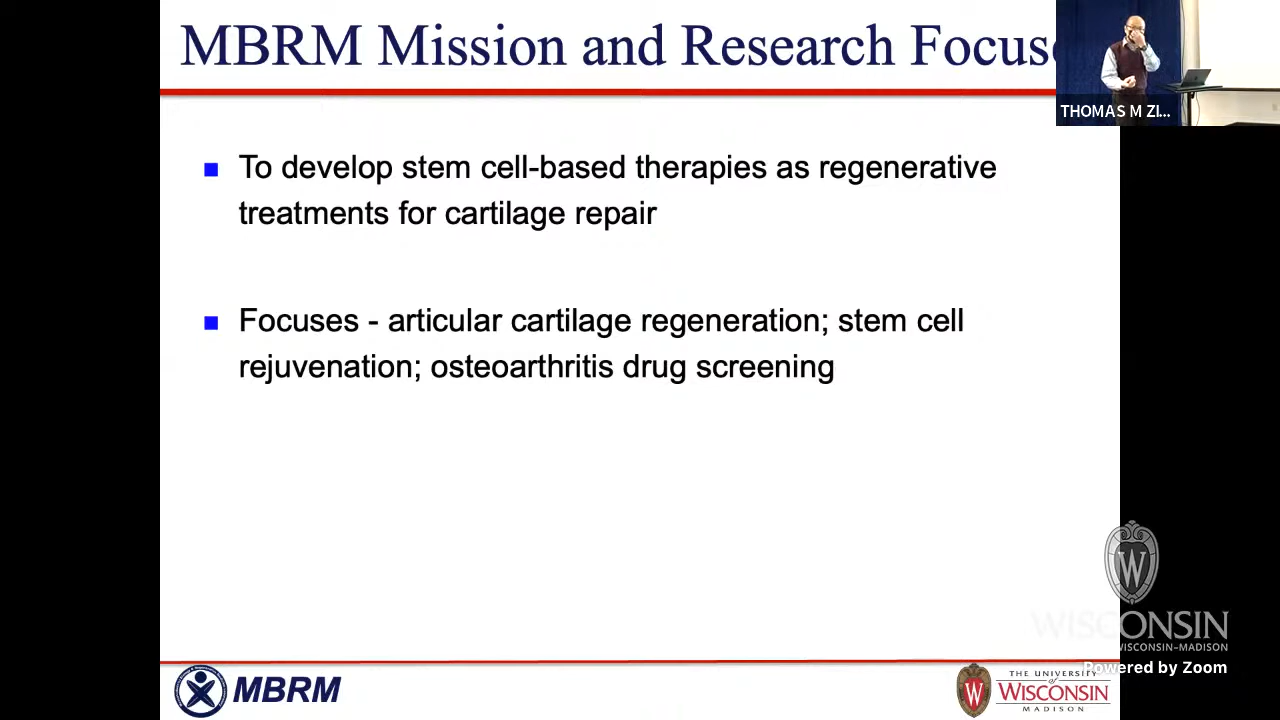 MBRM Mission and Research Focus
THOMAS M ZI...
To develop stem cell-based therapies as regenerative
treatments for cartilage repair
Focuses - articular cartilage regeneration; stem cell
rejuvenation; osteoarthritis drug screening
W
WISCONSIN
WISCONSIN–MADISON
Powered by Zoom
MBRM
THE UNIVERSITY
of
WISCONSIN
MADISON